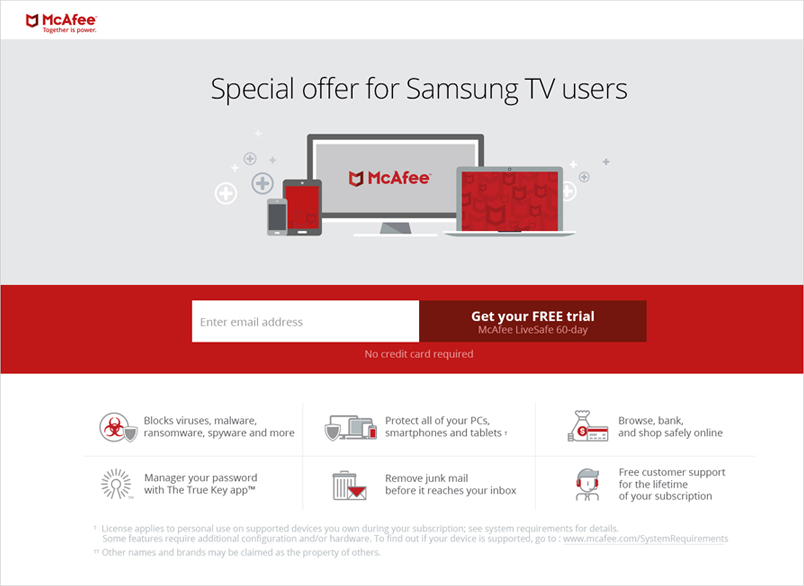 McAfee™
Together is power.
Special offer for Samsung TV users
McAfee™
Enter email address
Get your FREE trial
McAfee LiveSafe 60-day
No credit card required
Blocks viruses, malware,
ransomware, spyware and more
Protect all of your PCs,
smartphones and tablets †
Browse, bank,
and shop safely online
Manager your password
with The True Key app™
Remove junk mail
before it reaches your inbox
Free customer support
for the lifetime
of your subscription
† License applies to personal use on supported devices you own during your subscription; see system requirements for details.
Some features require additional configuration and/or hardware. To find out if your device is supported, go to : www.mcafee.com/SystemRequirements
†† Other names and brands may be claimed as the property of others.